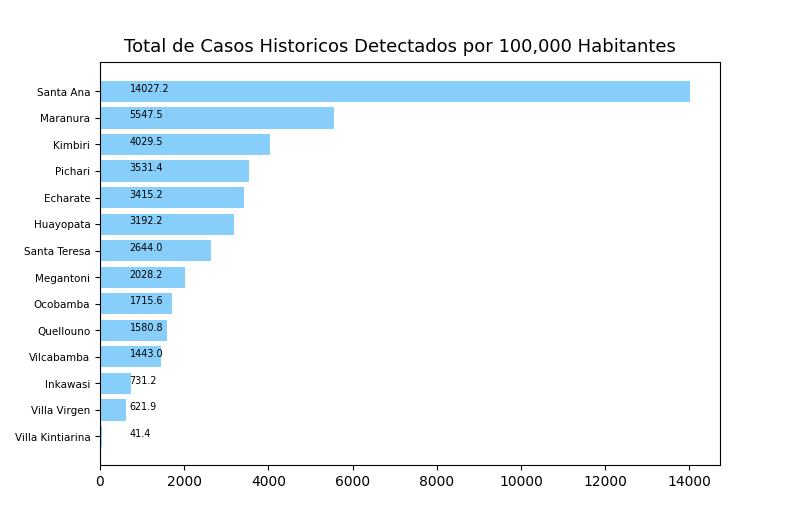 Total de Casos Historicos Detectados por 100,000 Habitantes
Santa Ana 14027.2
Maranura 5547.5
Kimbiri 4029.5
Pichari 3531.4
Echarate 3415.2
Huayopata 3192.2
Santa Teresa 2644.0
Megantoni 2028.2
Ocobamba 1715.6
Quellouno 1580.8
Vilcabamba 1443.0
Inkawasi 731.2
Villa Virgen 621.9
Villa Kintiarina 41.4
0 2000 4000 6000 8000 10000 12000 14000